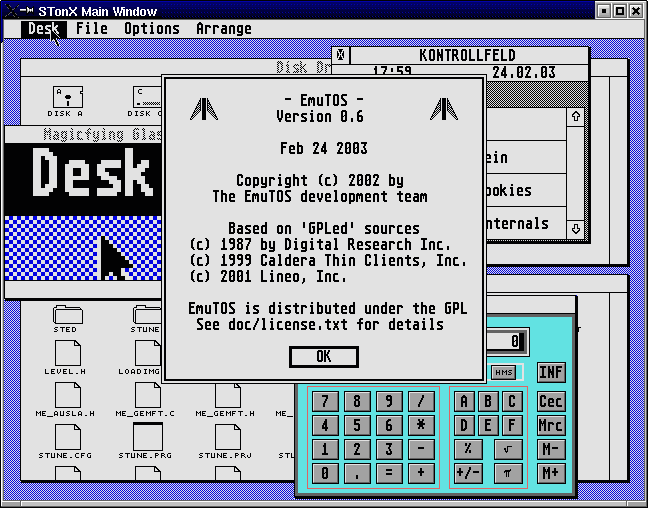 STonX Main Window
Desk File Options Arrange
Disk Dr
KONTROLLFELD
17:59 24.02.03
A
C
DISK A
DISK C
Magicfying Glas
Desk
- EmuTOS -
Version 0.6
Feb 24 2003
Copyright (c) 2002 by
The EmuTOS development team
Based on 'GPLed' sources
(c) 1987 by Digital Research Inc.
(c) 1999 Caldera Thin Clients, Inc.
(c) 2001 Lineo, Inc.
EmuTOS is distributed under the GPL
See doc/license.txt for details
OK
ein
ookies
nternals
STED
STUNE
LEVEL.H
LOADIMG.
ME_AUSLA.H
ME_GEMFT.C
ME_GEMFT.H
STUNE.CFG
STUNE.PRG
STUNE.PRJ
0
HMS INF
7 8 9 / A B C Cec
4 5 6 * D E F Mrc
1 2 3 - % √ M-
0 . = + +/- π M+